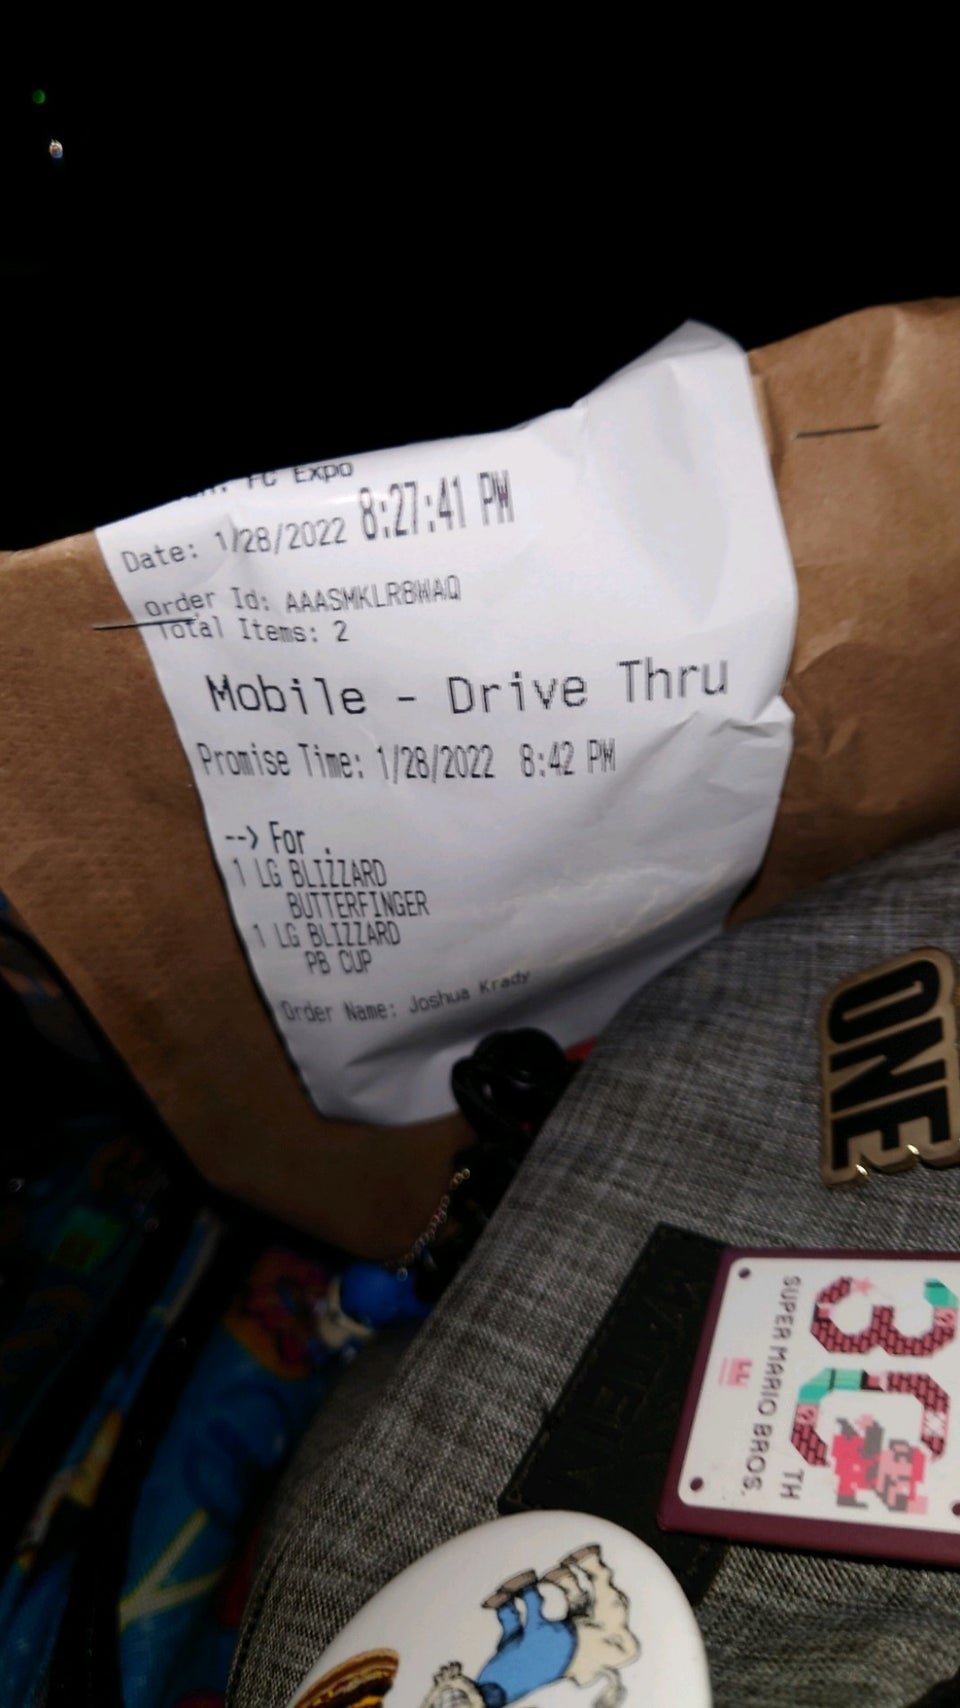 FC Expo
Date: 1/28/2022 8:27:41 PM
Order Id: AAASMKLR8WAQ
Total Items: 2
Mobile - Drive Thru
Promise Time: 1/28/2022 8:42 PM
--> For .
1 LG BLIZZARD
BUTTERFINGER
1 LG BLIZZARD
PB CUP
Order Name: Joshua Krady
ONE
30 TH
SUPER MARIO BROS.